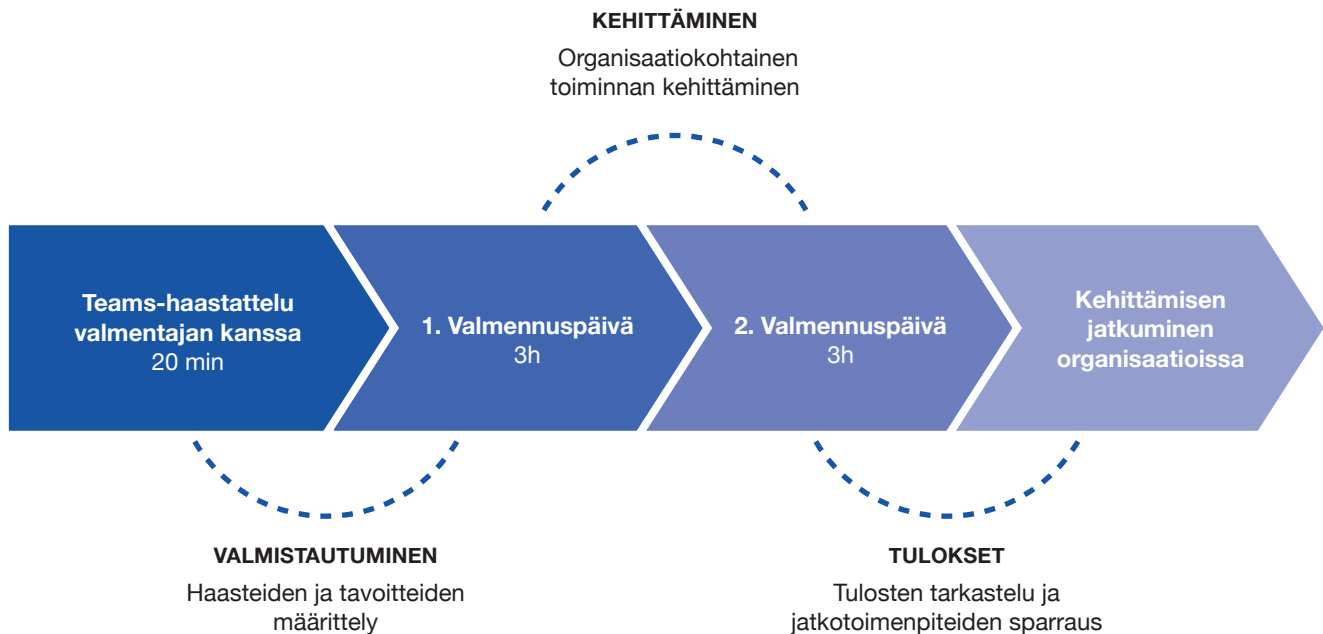 KEHITTÄMINEN
Organisaatiokohtainen
toiminnan kehittäminen
Teams-haastattelu
valmentajan kanssa
20 min
1. Valmennuspäivä
3h
2. Valmennuspäivä
3h
Kehittämisen
jatkuminen
organisaatioissa
VALMISTAUTUMINEN
Haasteiden ja tavoitteiden
määrittely
TULOKSET
Tulosten tarkastelu ja
jatkotoimenpiteiden sparraus